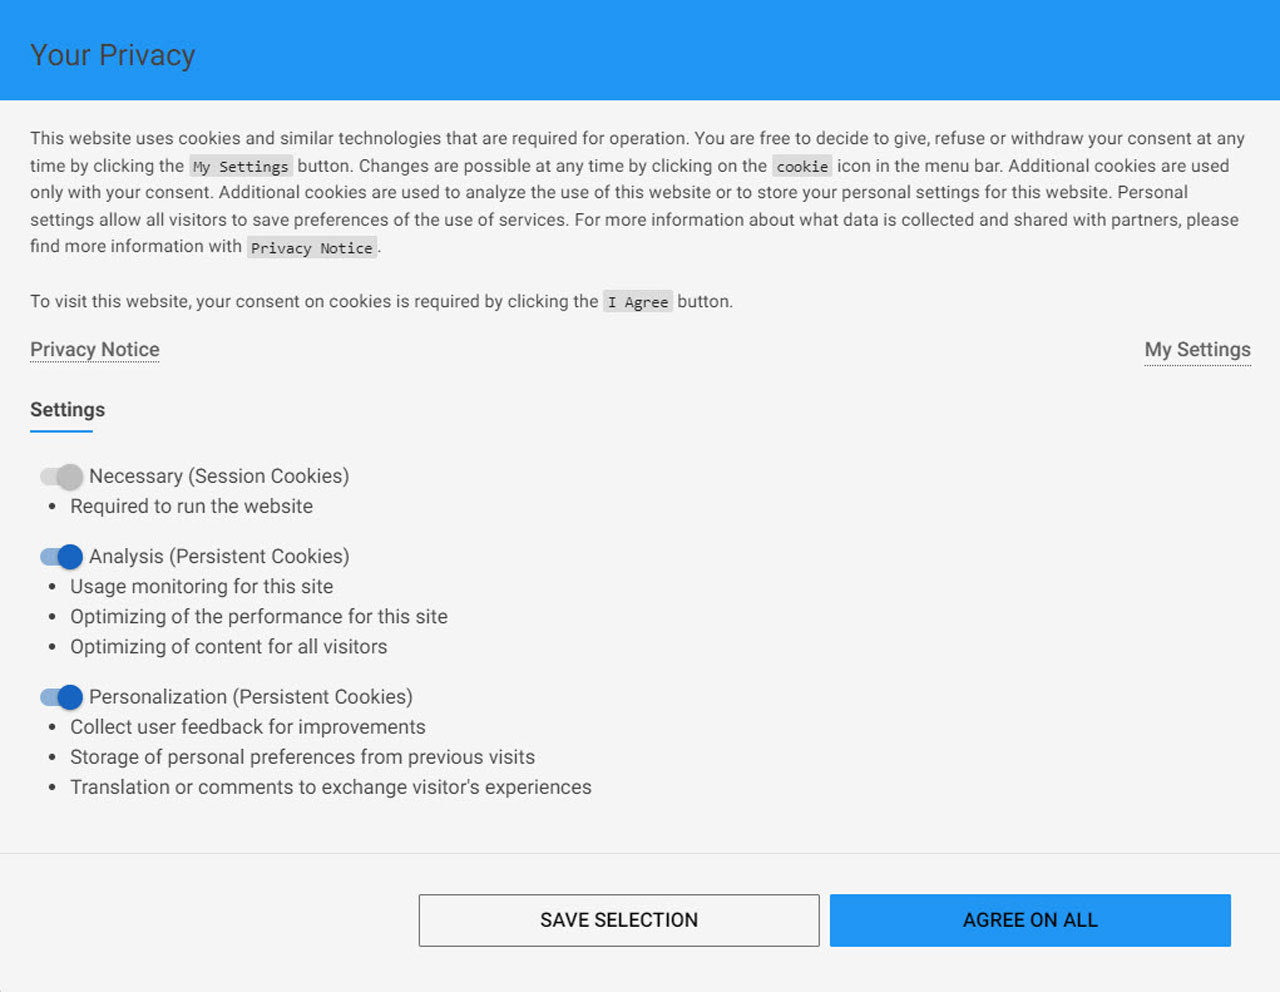 Your Privacy
This website uses cookies and similar technologies that are required for operation. You are free to decide to give, refuse or withdraw your consent at any
time by clicking the My Settings button. Changes are possible at any time by clicking on the cookie icon in the menu bar. Additional cookies are used
only with your consent. Additional cookies are used to analyze the use of this website or to store your personal settings for this website. Personal
settings allow all visitors to save preferences of the use of services. For more information about what data is collected and shared with partners, please
find more information with Privacy Notice.
To visit this website, your consent on cookies is required by clicking the I Agree button.
Privacy Notice
My Settings
Settings
Necessary (Session Cookies)
• Required to run the website
Analysis (Persistent Cookies)
• Usage monitoring for this site
• Optimizing of the performance for this site
• Optimizing of content for all visitors
Personalization (Persistent Cookies)
• Collect user feedback for improvements
• Storage of personal preferences from previous visits
• Translation or comments to exchange visitor's experiences
SAVE SELECTION
AGREE ON ALL